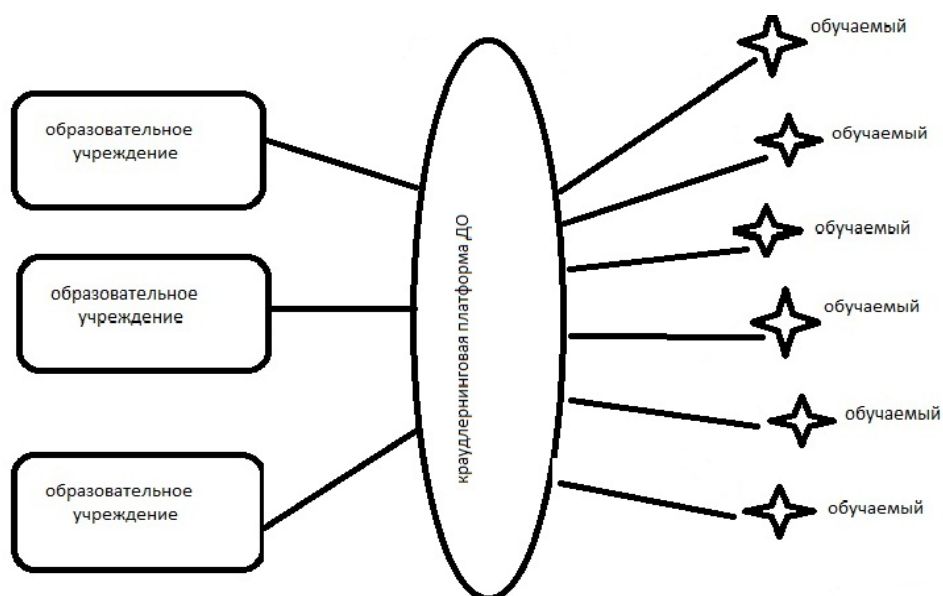 образовательное
учреждение
образовательное
учреждение
образовательное
учреждение
краудлернинговая платформа ДО
обучаемый
обучаемый
обучаемый
обучаемый
обучаемый
обучаемый